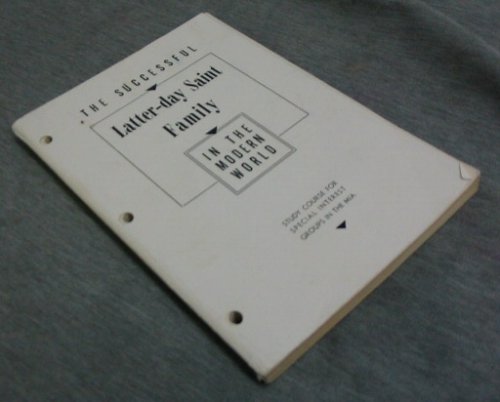 THE SUCCESSFUL
Latter-day Saint
Family
IN THE
MODERN
WORLD
STUDY COURSE FOR
SPECIAL INTEREST
GROUPS IN THE MIA